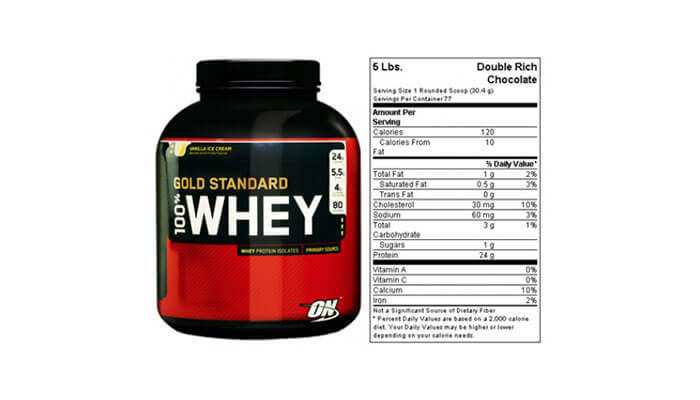 VANILLA ICE CREAM
24g
5.5
4g
80
GOLD STANDARD
100% WHEY
WHEY PROTEIN ISOLATES PRIMARY SOURCE
ON
5 Lbs. Double Rich
Chocolate
Serving Size 1 Rounded Scoop (30.4 g)
Servings Per Container 77
Amount Per
Serving
Calories 120
Calories From 10
Fat
% Daily Value*
Total Fat 1 g 2%
Saturated Fat 0.5 g 3%
Trans Fat 0 g
Cholesterol 30 mg 10%
Sodium 60 mg 3%
Total 3 g 1%
Carbohydrate
Sugars 1 g
Protein 24 g
Vitamin A 0%
Vitamin C 0%
Calcium 10%
Iron 2%
Not a Significant Source of Dietary Fiber
* Percent Daily Values are based on a 2,000 calorie
diet. Your Daily Values may be higher or lower
depending on your calorie needs.